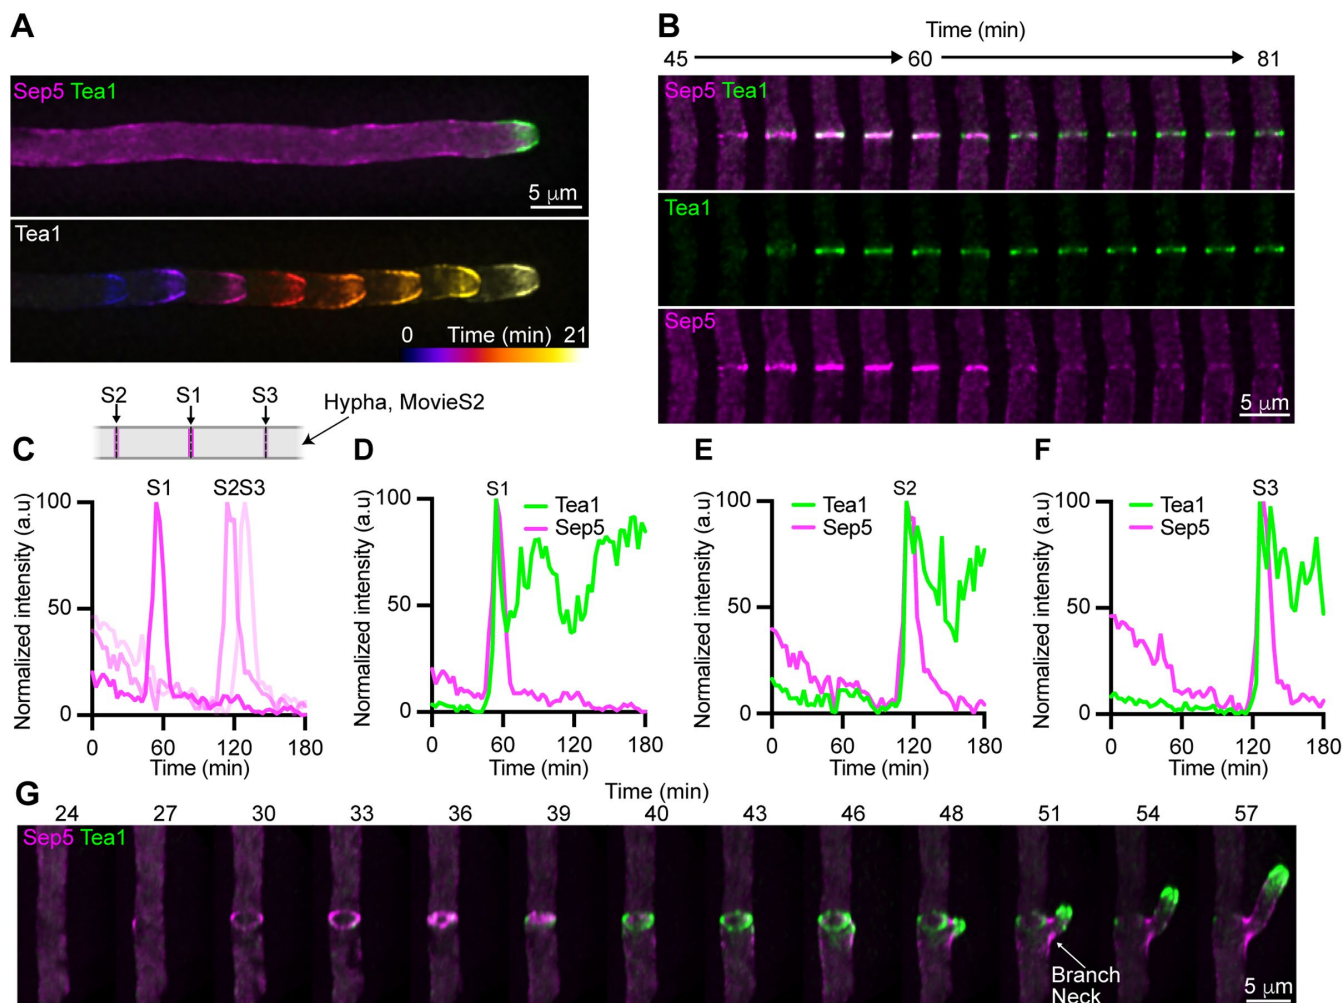 A
Sep5 Tea1
5 μm
Tea1
0 Time (min) 21
B
Time (min)
45 60 81
Sep5 Tea1
Tea1
Sep5
5 μm
S2 S1 S3
Hypha, MovieS2
C
Normalized intensity (a.u)
100
50
0
S1 S2 S3
0 60 120 180
Time (min)
D
Normalized intensity (a.u)
100
50
0
S1
Tea1
Sep5
0 60 120 180
Time (min)
E
Normalized intensity (a.u)
100
50
0
S2
Tea1
Sep5
0 60 120 180
Time (min)
F
Normalized intensity (a.u)
100
50
0
S3
Tea1
Sep5
0 60 120 180
Time (min)
G
Time (min)
24 27 30 33 36 39 40 43 46 48 51 54 57
Sep5 Tea1
Branch
Neck
5 μm